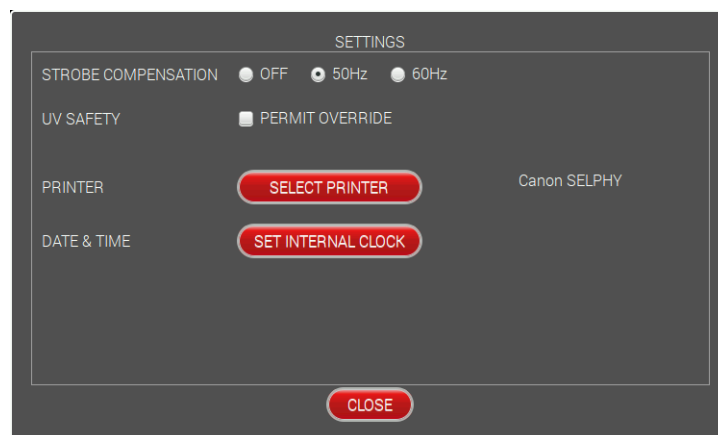 SETTINGS
STROBE COMPENSATION OFF 50Hz 60Hz
UV SAFETY PERMIT OVERRIDE
PRINTER SELECT PRINTER Canon SELPHY
DATE & TIME SET INTERNAL CLOCK
CLOSE